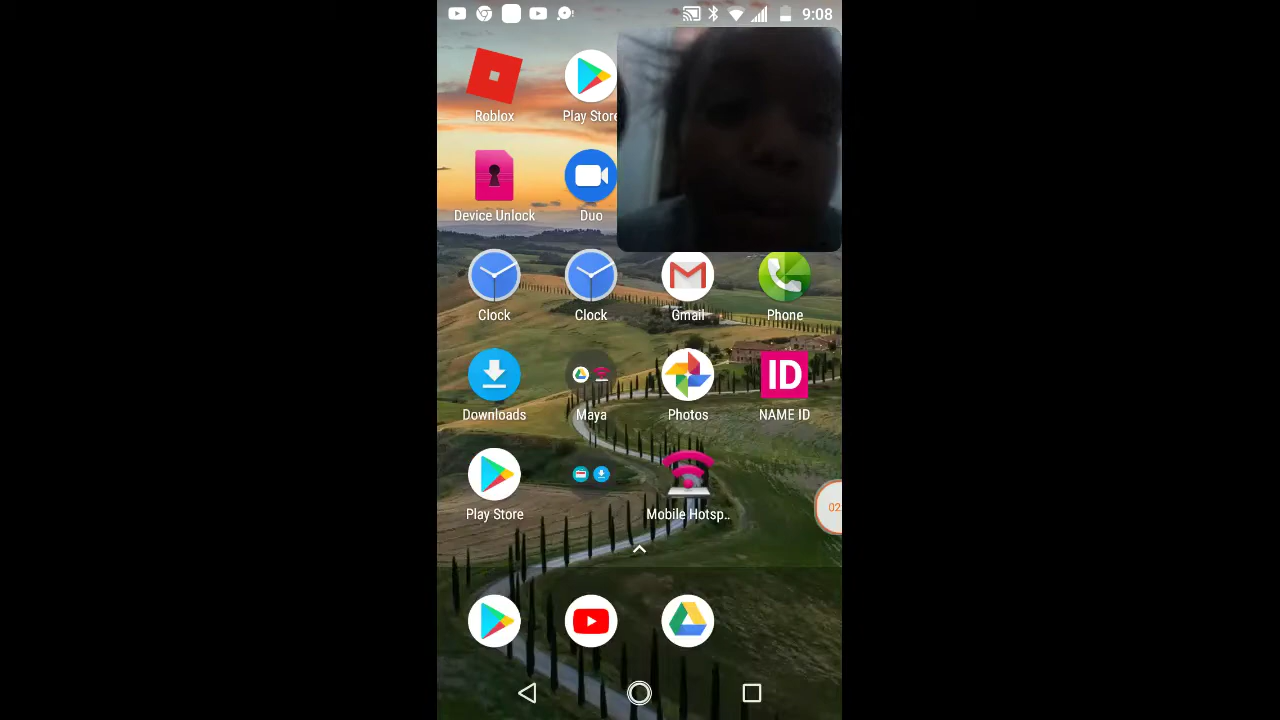 9:08
Roblox
Play Store
Device Unlock
Duo
Clock
Clock
Gmail
Phone
Downloads
Maya
Photos
ID
NAME ID
Play Store
Mobile Hotsp..
02